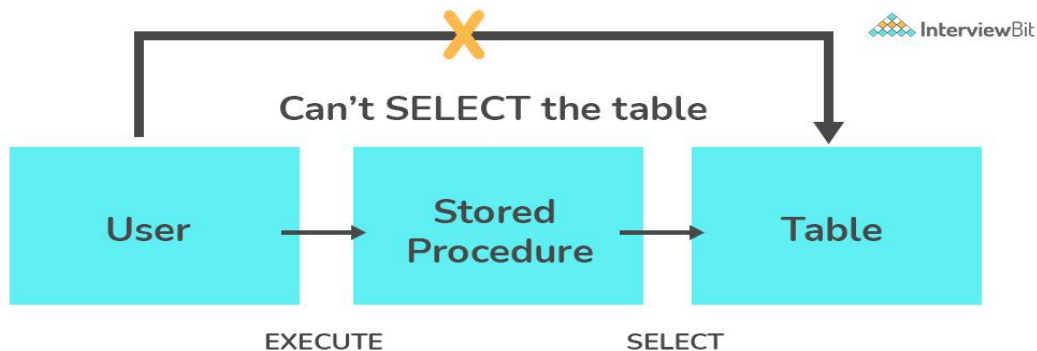 InterviewBit
Can't SELECT the table
User
Stored
Procedure
Table
EXECUTE
SELECT